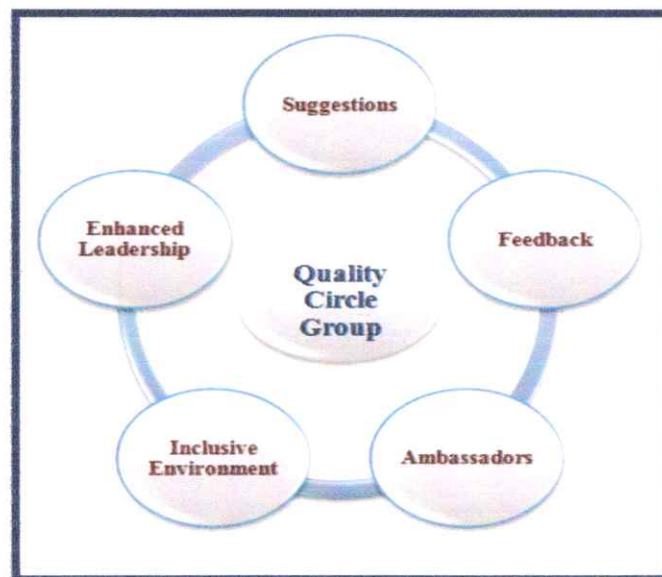 Suggestions
Feedback
Ambassadors
Inclusive
Environment
Enhanced
Leadership
Quality
Circle
Group